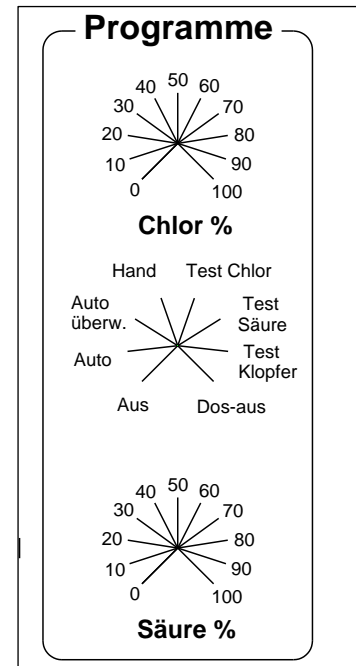 Programme
50
40 60
30 70
20 80
10 90
0 100
Chlor %
Hand Test Chlor
Auto Test
überw. Säure
Auto Test
Klopfer
Aus Dos-aus
50
40 60
30 70
20 80
10 90
0 100
Säure %